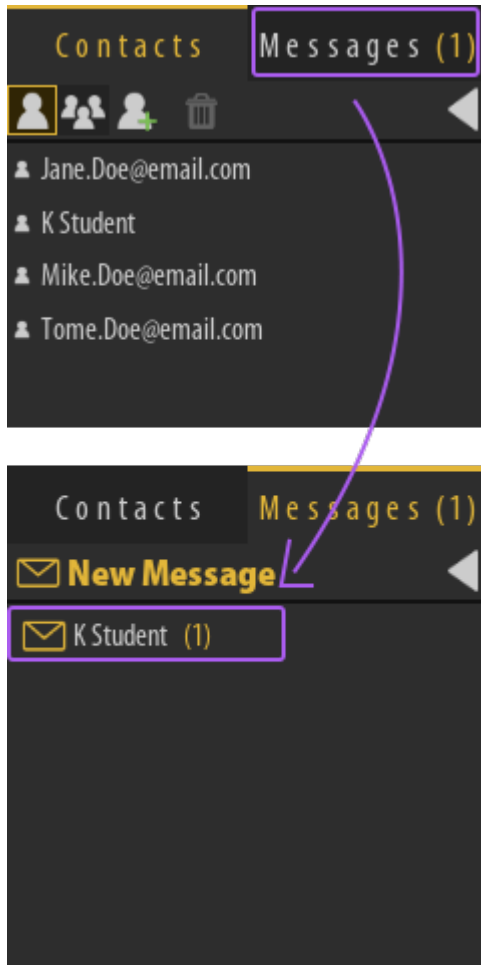 Contacts Messages (1)
Jane.Doe@email.com
K Student
Mike.Doe@email.com
Tome.Doe@email.com
Contacts Messages (1)
New Message
K Student (1)